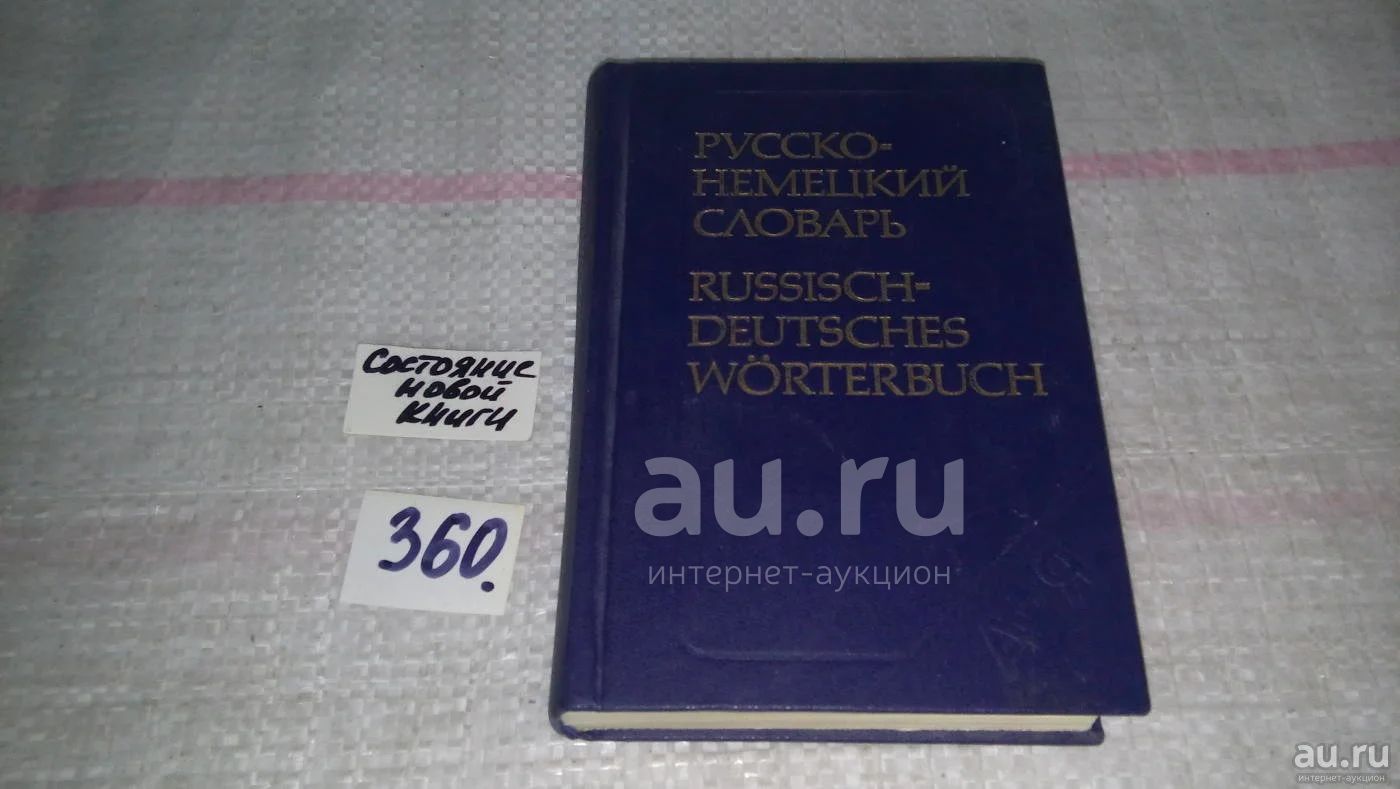 РУССКО-
НЕМЕЦКИЙ
СЛОВАРЬ
RUSSISCH-
DEUTSCHES
WÖRTERBUCH
Состояние
новой
книги
360.
au.ru
интернет-аукцион
au.ru
интернет-аукцион